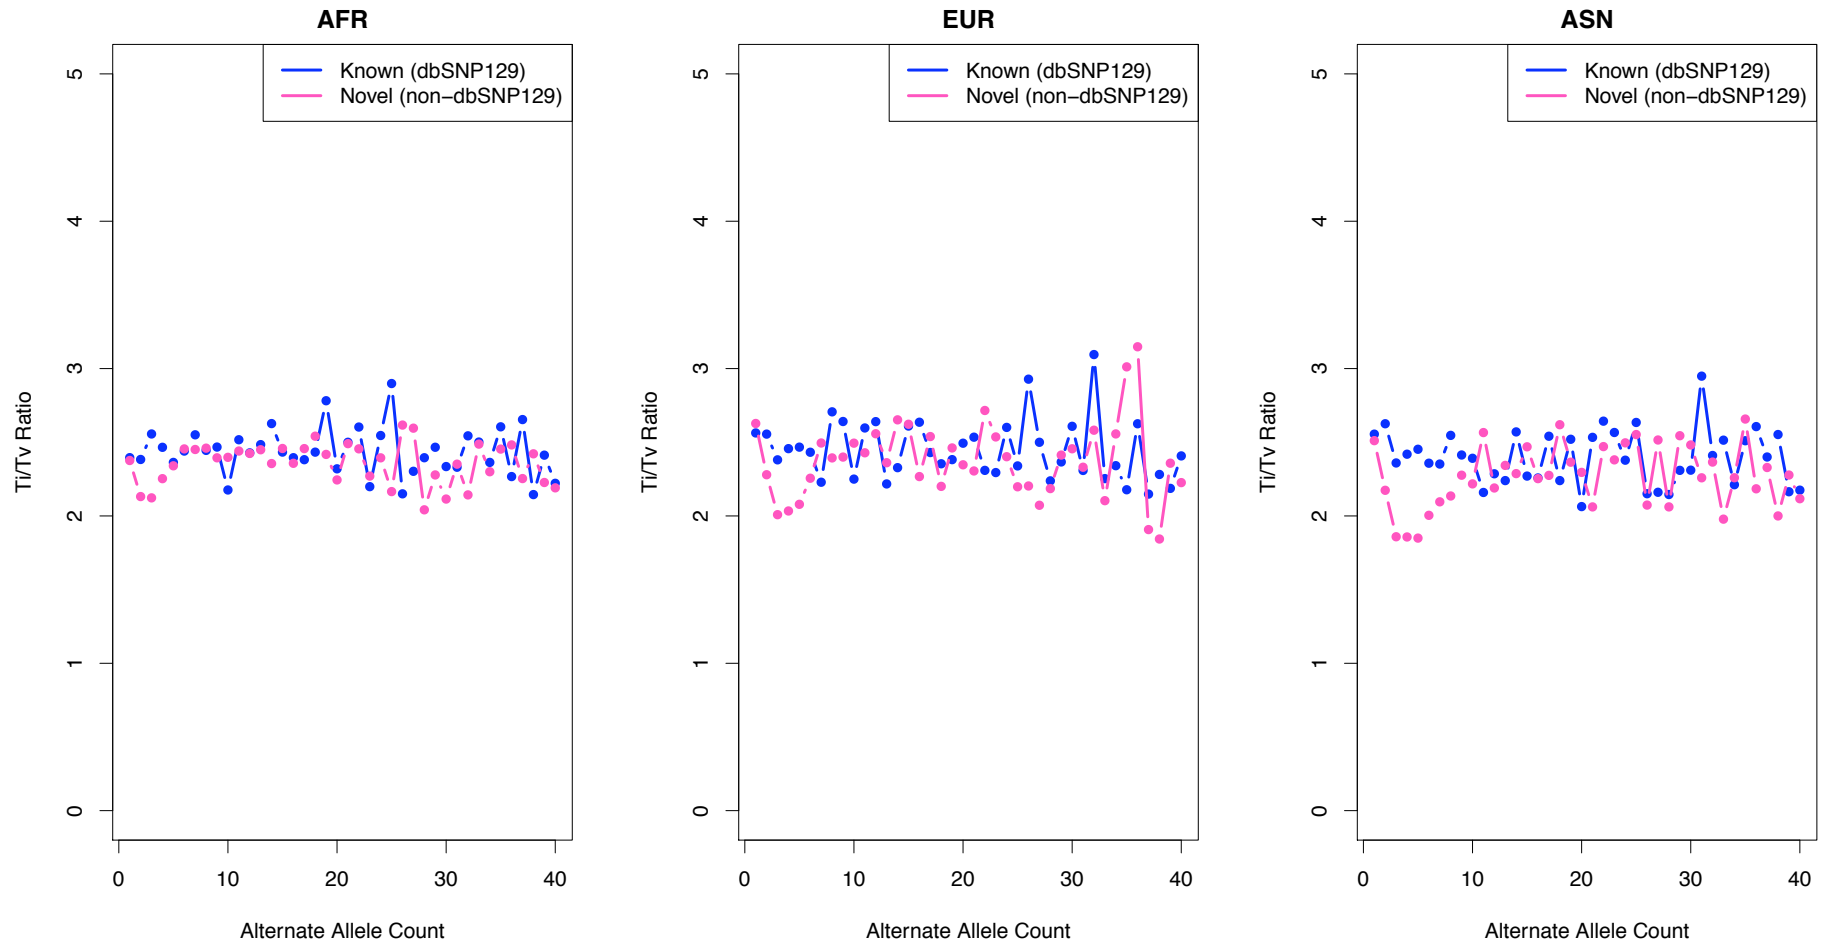 AFR
Known (dbSNP129)
Novel (non−dbSNP129)
5
4
3
2
1
0
Ti/Tv Ratio
0 10 20 30 40
Alternate Allele Count
EUR
Known (dbSNP129)
Novel (non−dbSNP129)
5
4
3
2
1
0
Ti/Tv Ratio
0 10 20 30 40
Alternate Allele Count
ASN
Known (dbSNP129)
Novel (non−dbSNP129)
5
4
3
2
1
0
Ti/Tv Ratio
0 10 20 30 40
Alternate Allele Count